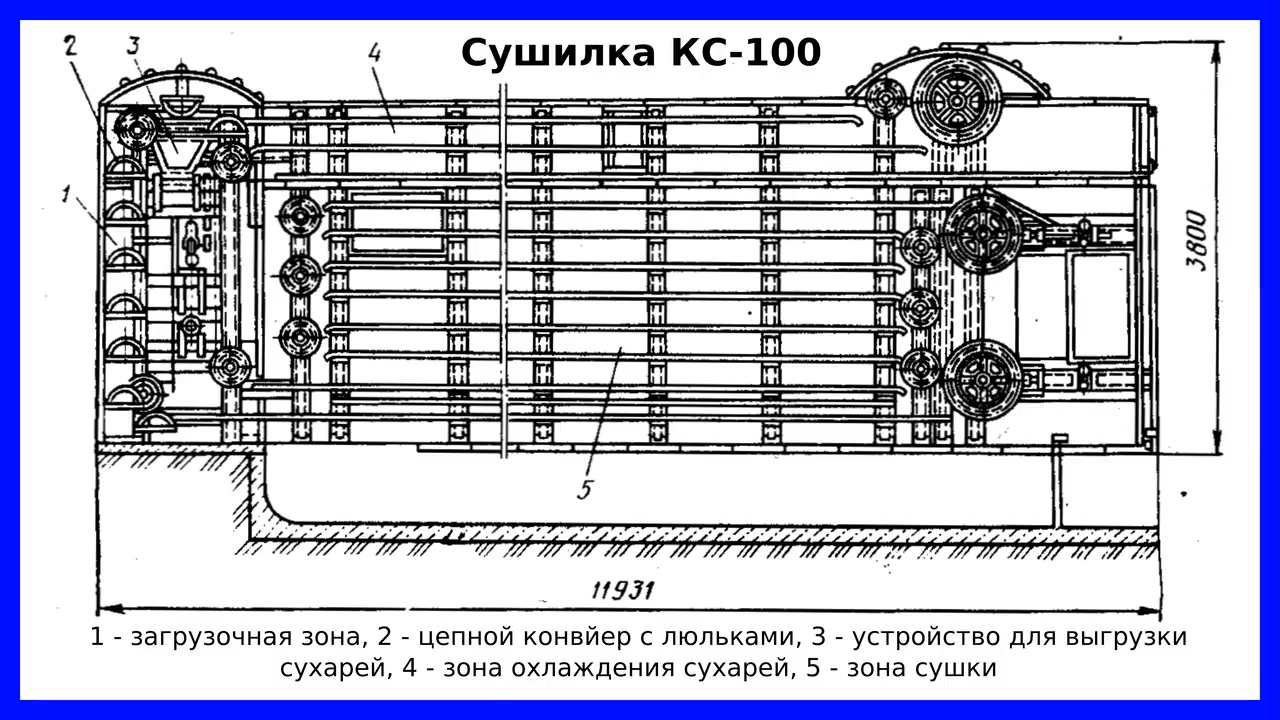 Сушилка КС-100
2 3 4
1
3800
5
11931
1 - загрузочная зона, 2 - цепной конвйер с люльками, 3 - устройство для выгрузки
сухарей, 4 - зона охлаждения сухарей, 5 - зона сушки